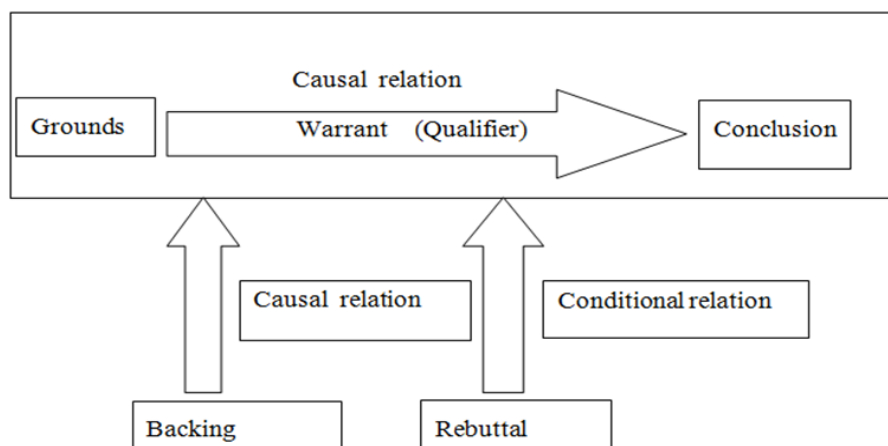 Causal relation
Grounds
Warrant (Qualifier)
Conclusion
Causal relation
Conditional relation
Backing
Rebuttal